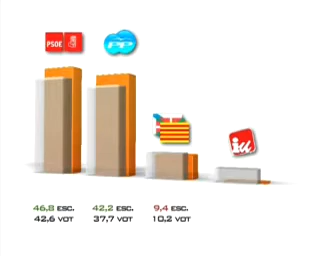 PSOE
PP
iu
46,8 ESC. 42,2 ESC. 9,4 ESC.
42,6 VOT 37,7 VOT 10,2 VOT